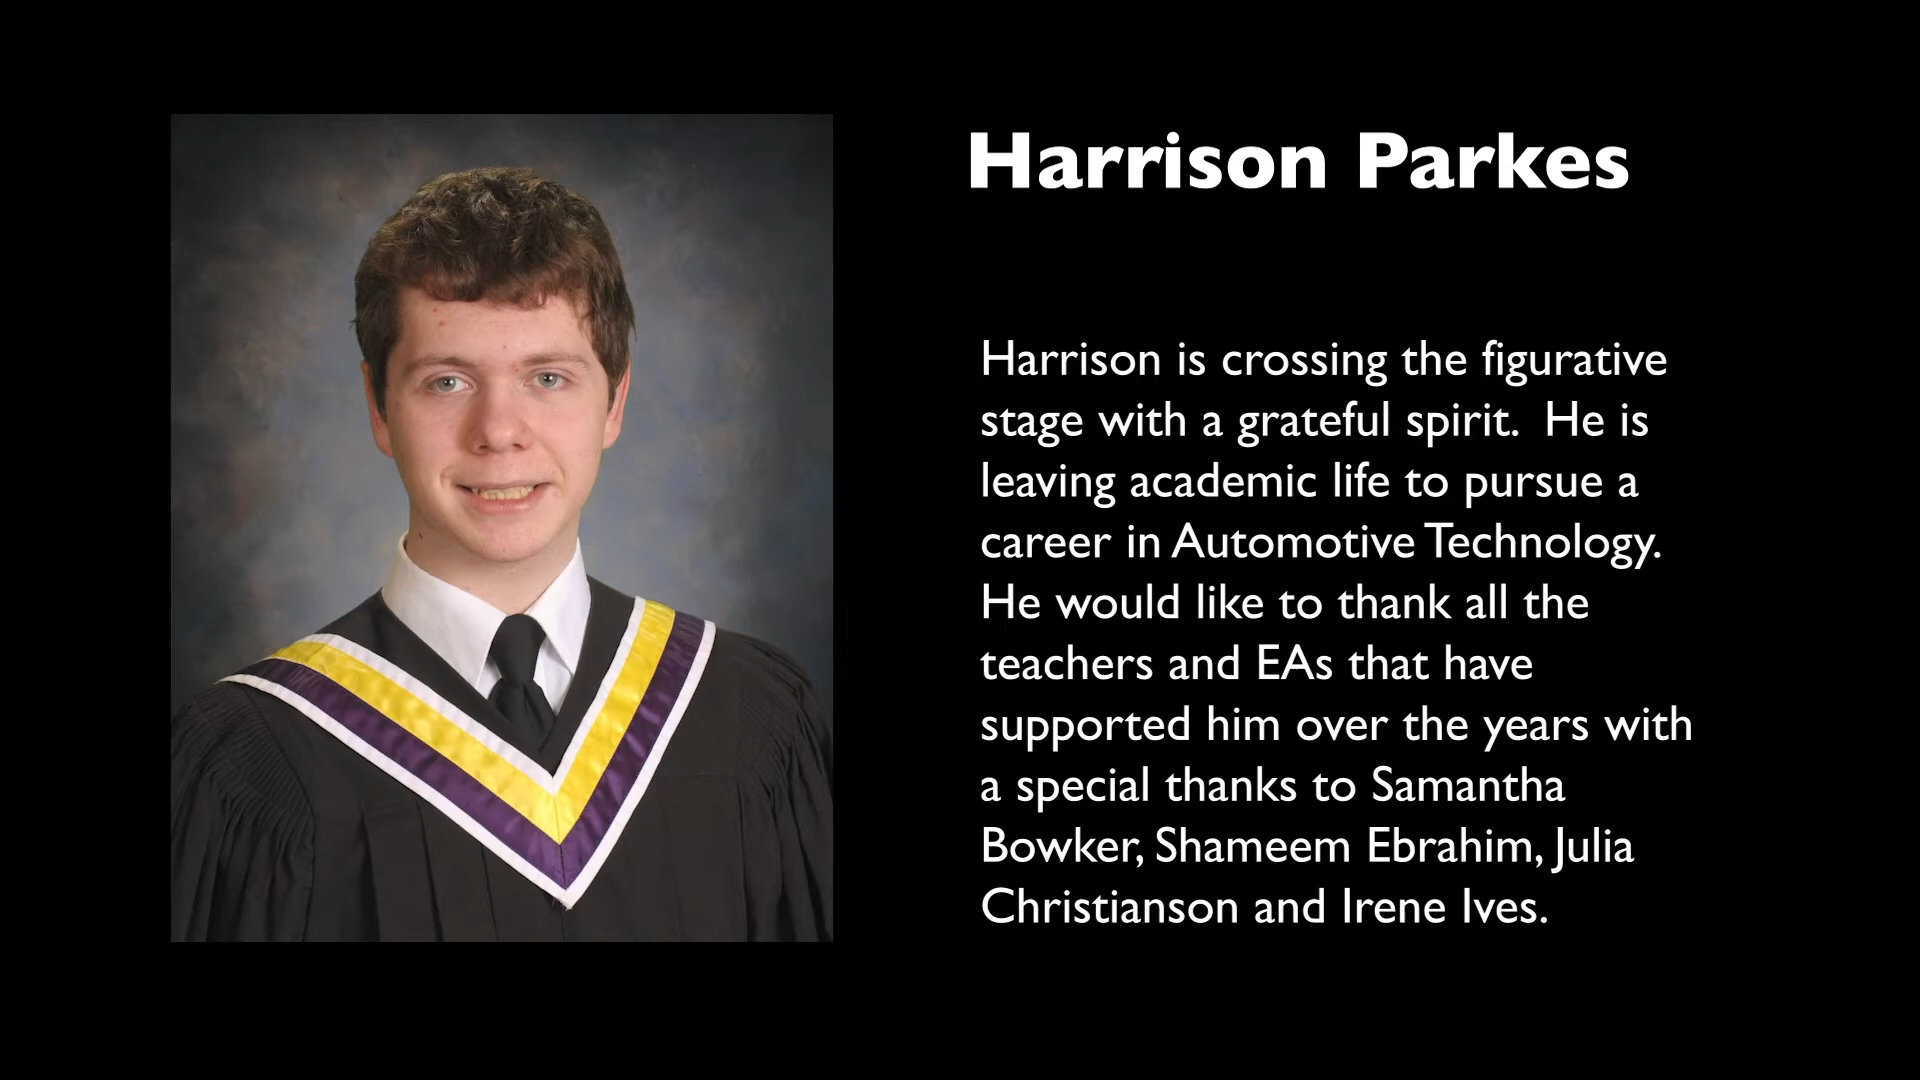 Harrison Parkes
Harrison is crossing the figurative
stage with a grateful spirit.  He is
leaving academic life to pursue a
career in Automotive Technology.
He would like to thank all the
teachers and EAs that have
supported him over the years with
a special thanks to Samantha
Bowker, Shameem Ebrahim, Julia
Christianson and Irene Ives.